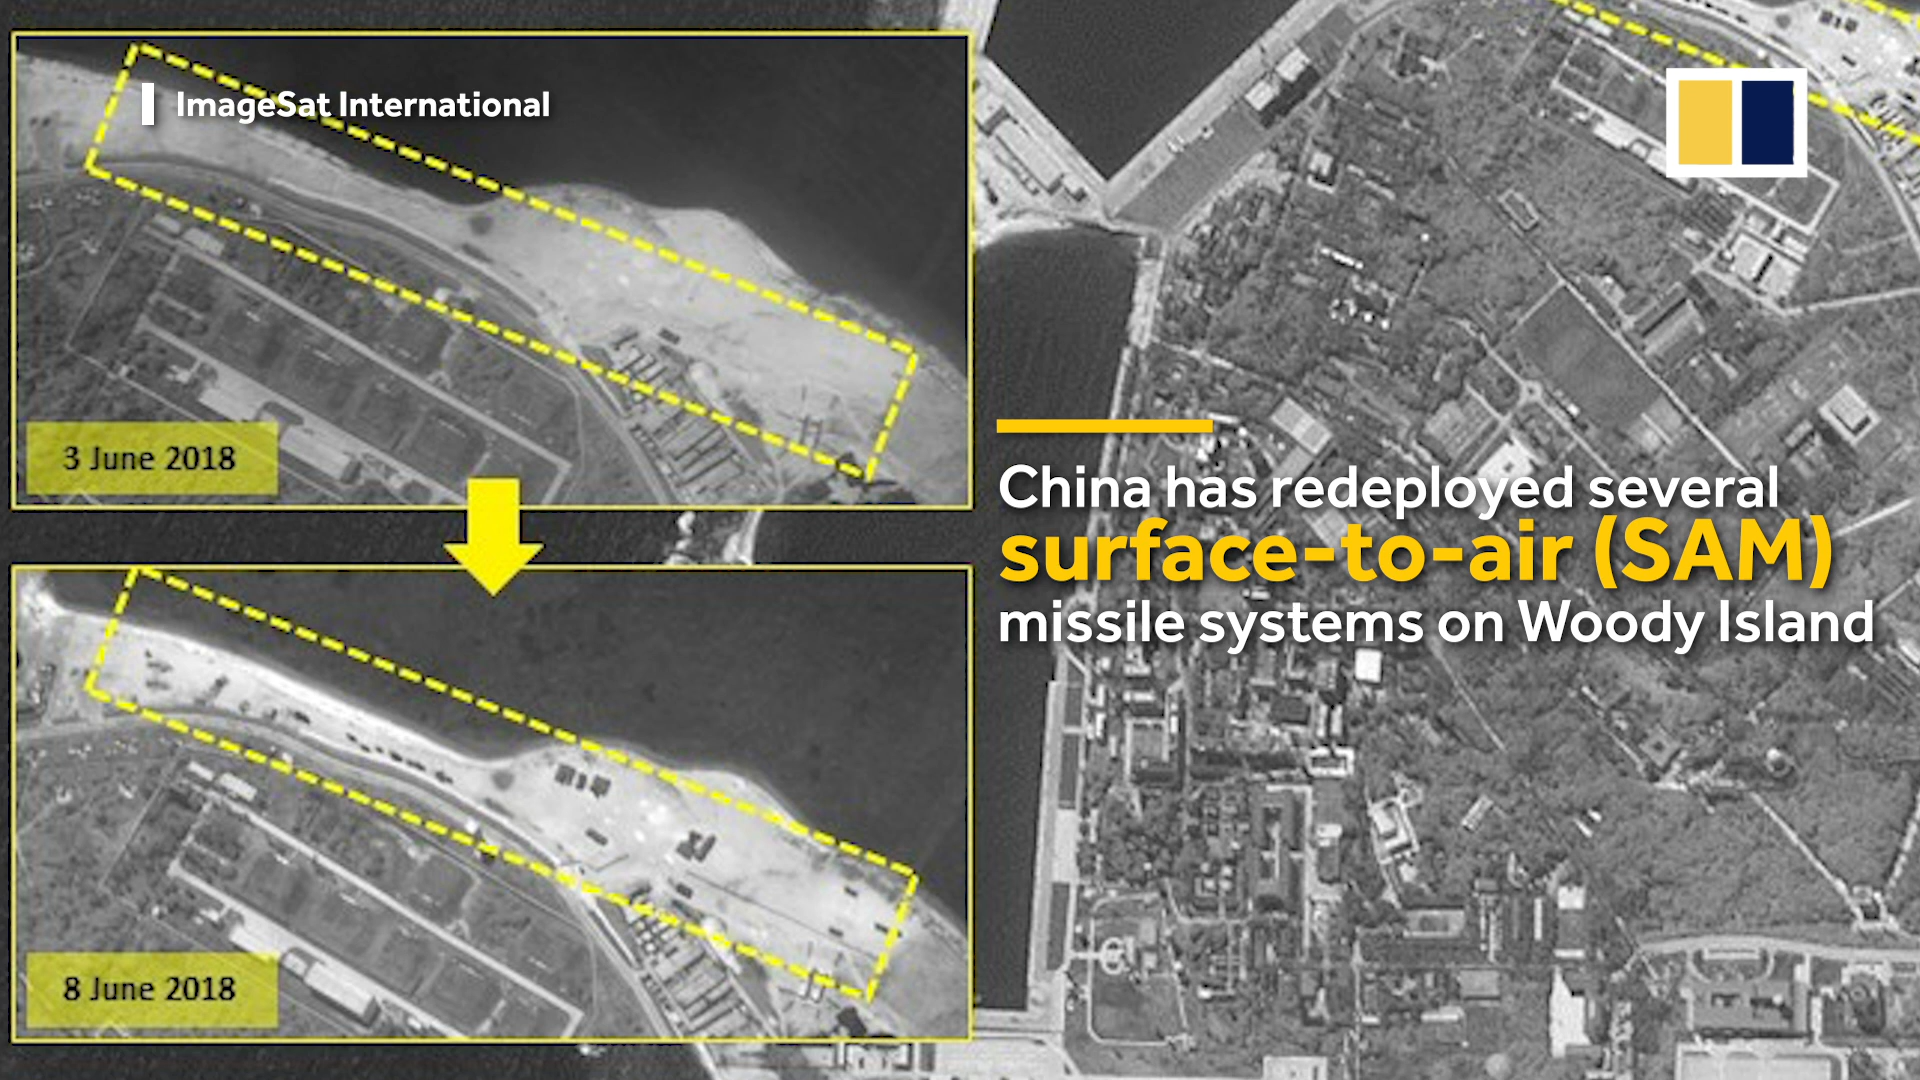 ImageSat International
3 June 2018
8 June 2018
China has redeployed several
surface-to-air (SAM)
missile systems on Woody Island